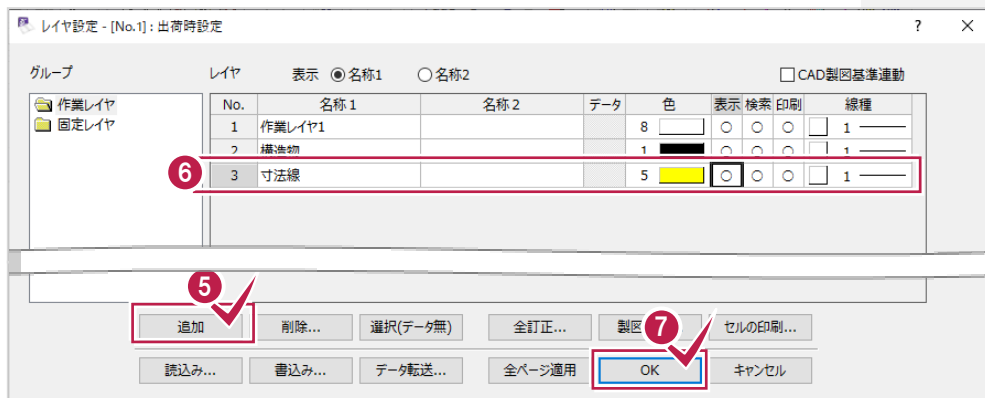 レイヤ設定 - [No.1] : 出荷時設定 ? ×
グループ レイヤ 表示 名称1 名称2 CAD製図基準連動
作業レイヤ
固定レイヤ
No. 名称1 名称2 データ 色 表示 検索 印刷 線種
1 作業レイヤ1 8 ○ ○ ○ 1
2 構造物 1 ○ ○ ○ 1
6 3 寸法線 5 ○ ○ ○ 1
5
追加 削除... 選択(データ無) 全訂正... 製図 7 セルの印刷...
読込み... 書込み... データ転送... 全ページ適用 OK キャンセル